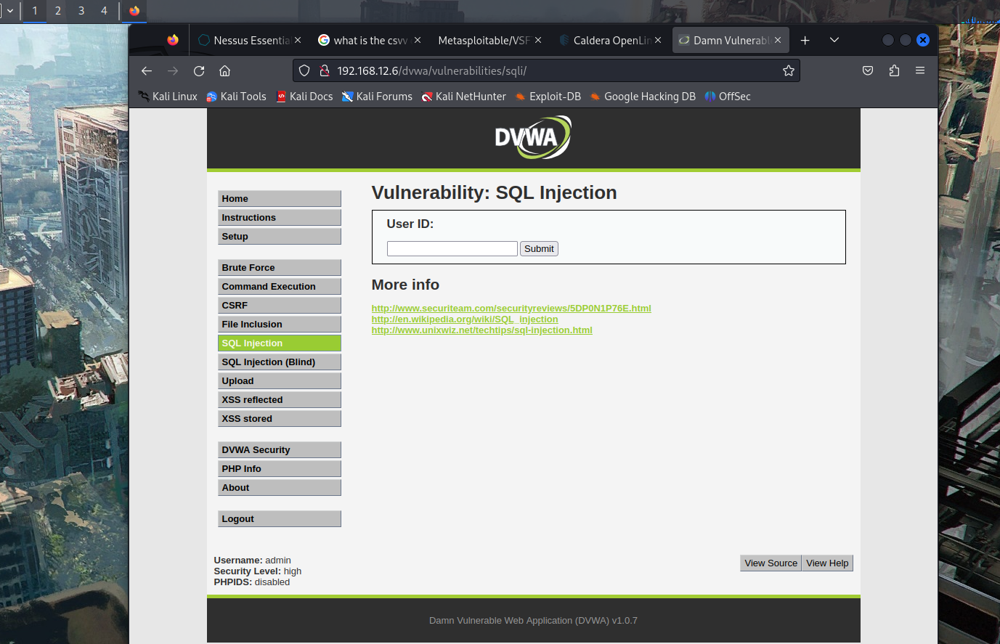 1 2 3 4
Nessus Essentia
what is the csvv
Metasploitable/VSF
Caldera OpenLin
Damn Vulnerabl
192.168.12.6/dvwa/vulnerabilities/sqli/
Kali Linux Kali Tools Kali Docs Kali Forums Kali NetHunter Exploit-DB Google Hacking DB OffSec
DVWA
Home
Instructions
Setup
Brute Force
Command Execution
CSRF
File Inclusion
SQL Injection
SQL Injection (Blind)
Upload
XSS reflected
XSS stored
DVWA Security
PHP Info
About
Logout
Vulnerability: SQL Injection
User ID:
Submit
More info
http://www.securiteam.com/securityreviews/5DP0N1P76E.html
http://en.wikipedia.org/wiki/SQL_injection
http://www.unixwiz.net/techtips/sql-injection.html
Username: admin
Security Level: high
PHPIDS: disabled
View Source View Help
Damn Vulnerable Web Application (DVWA) v1.0.7